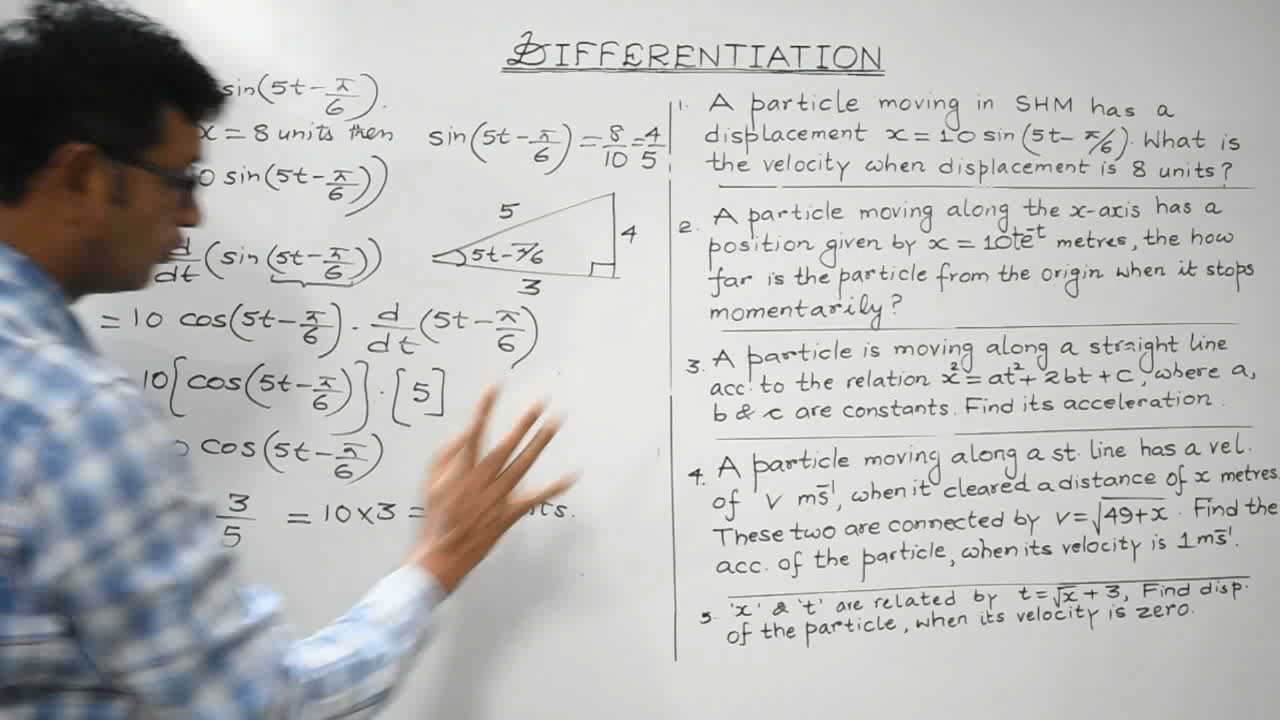 DIFFERENTIATION
sin(5t-π/6).
x = 8 units then
sin(5t-π/6)=8/10=4/5
0 sin(5t-π/6))
d/dt (sin(5t-π/6))
5
4
5t-π/6
3
= 10 cos(5t-π/6). d/dt (5t-π/6)
10[cos(5t-π/6)].[5]
cos(5t-π/6)
3/5 = 10×3 =
1. A particle moving in SHM has a
displacement x=10 sin(5t-π/6). What is
the velocity when displacement is 8 units?
2. A particle moving along the x-axis has a
position given by x = 10te⁻ᵗ metres, the how
far is the particle from the origin when it stops
momentarily?
3. A particle is moving along a straight line
acc. to the relation x²=at²+2bt+c, where a,
b & c are constants. Find its acceleration.
4. A particle moving along a st. line has a vel.
of v ms⁻¹, when it cleared a distance of x metres.
These two are connected by v=√49+x. Find the
acc. of the particle, when its velocity is 1ms⁻¹.
5. 'x' & 't' are related by t=√x+3, Find disp.
of the particle, when its velocity is zero.